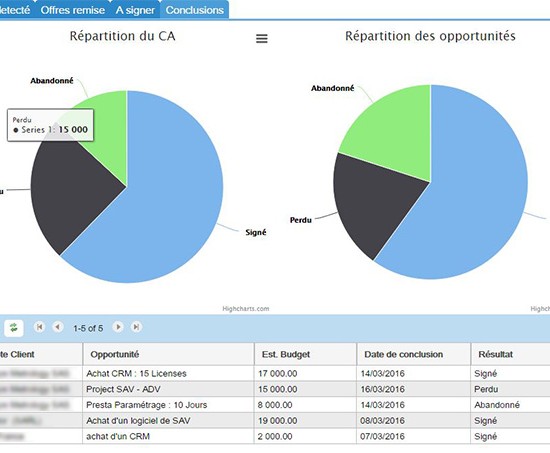 Offres remise A signer Conclusions
Répartition du CA
Répartition des opportunités
Abandonné
Perdu
Series 1: 15 000
Signé
Highcharts.com
Abandonné
Perdu
1-5 of 5
Client Opportunité Est. Budget Date de conclusion Résultat
Achat CRM : 15 Licenses 17 000.00 14/03/2016 Signé
Project SAV - ADV 15 000.00 16/03/2016 Perdu
Presta Paramétrage : 10 Jours 8 000.00 14/03/2016 Abandonné
Achat d'un logiciel de SAV 19 000.00 08/03/2016 Signé
achat d'un CRM 2 000.00 07/03/2016 Signé